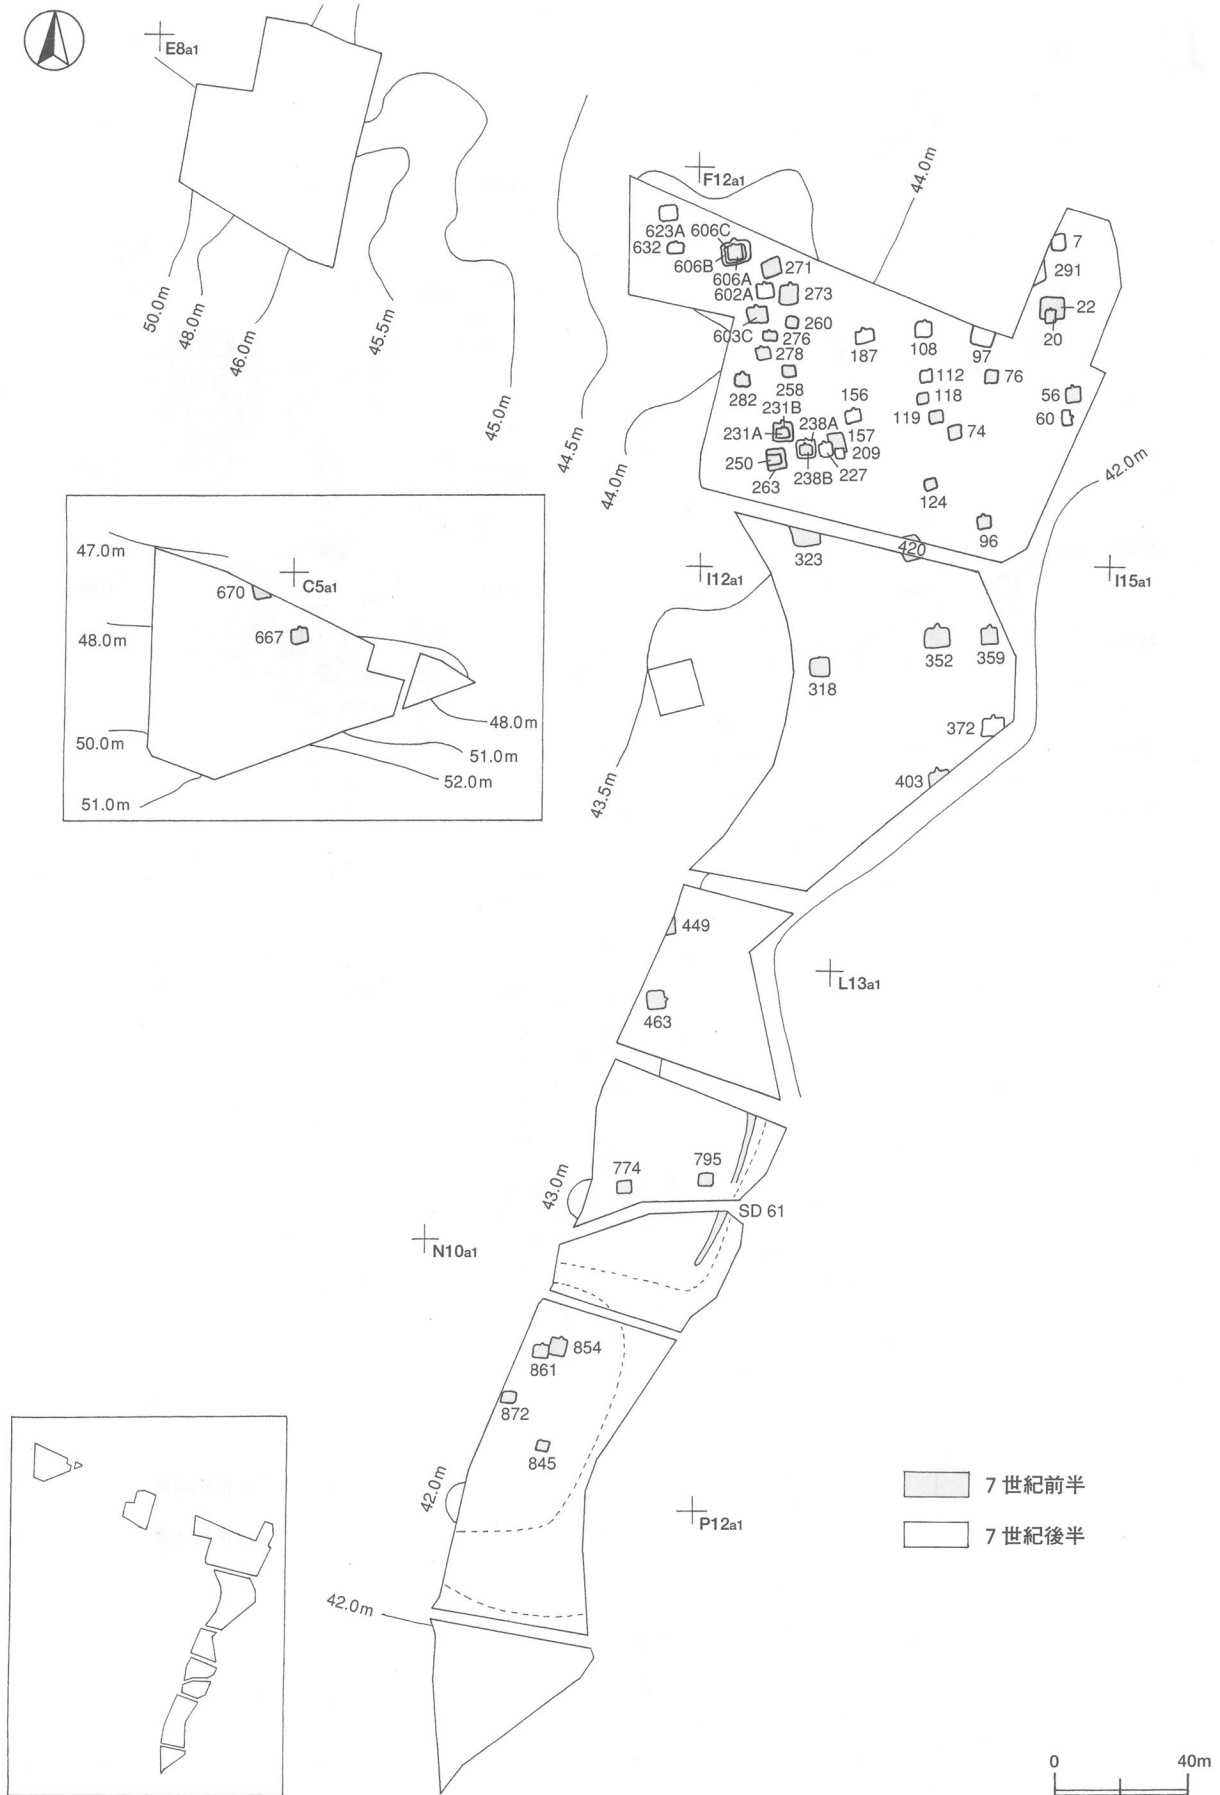 E8a1
F12a1
44.0m
623A 606C
632
606B
606A
271
7
291
602A
273
22
603C
260
20
276
278
187
108
97
258
112
76
282
118
56
231B
156
119
60
238A
231A
157
74
209
250
238B
227
263
124
42.0m
96
50.0m
48.0m
46.0m
45.5m
45.0m
44.5m
44.0m
47.0m
C5a1
670
48.0m
667
48.0m
50.0m
51.0m
52.0m
51.0m
323
420
I12a1
I15a1
352
359
318
372
403
43.5m
449
L13a1
463
774
795
43.0m
SD 61
N10a1
854
861
872
845
42.0m
P12a1
42.0m
7 世紀前半
7 世紀後半
0 40m